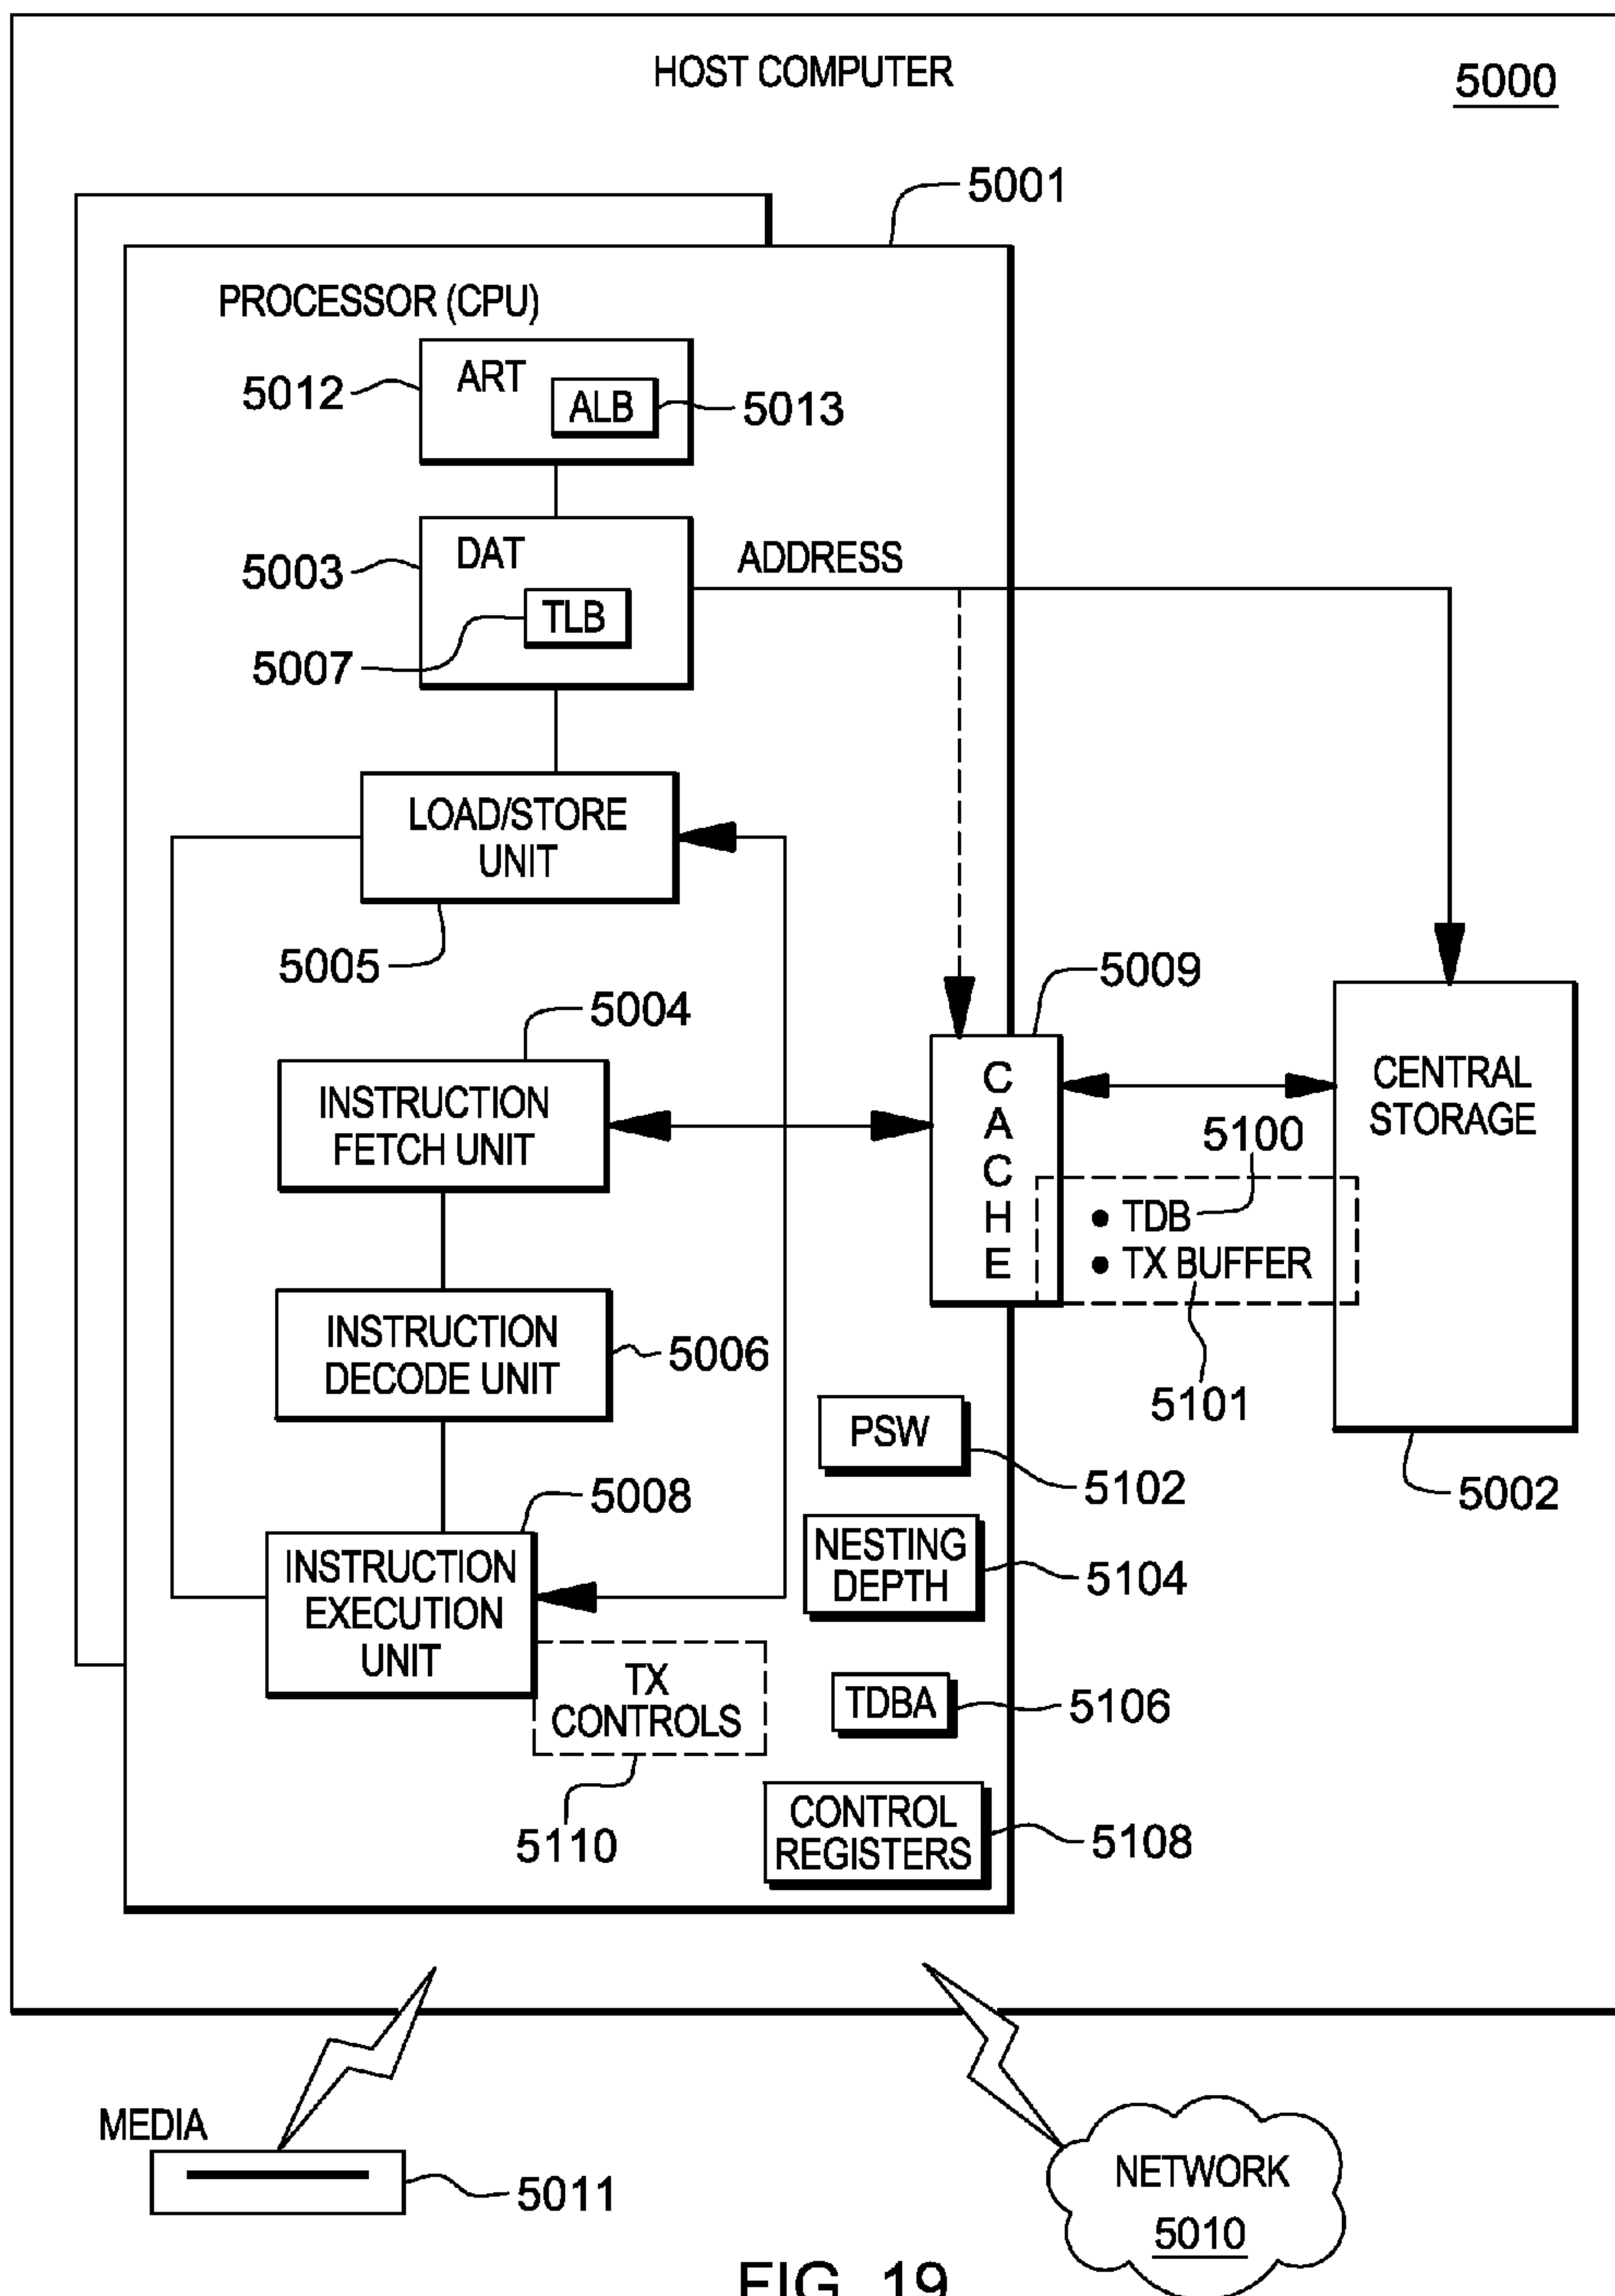 HOST COMPUTER
5000
5001
PROCESSOR (CPU)
ART
5012
ALB
5013
DAT
ADDRESS
5003
TLB
5007
LOAD/STORE
UNIT
5005
5009
5004
CACHE
INSTRUCTION
FETCH UNIT
CENTRAL
STORAGE
5100
• TDB
• TX BUFFER
INSTRUCTION
DECODE UNIT
5006
5101
PSW
5102
5002
5008
NESTING
DEPTH
5104
INSTRUCTION
EXECUTION
UNIT
TX
CONTROLS
TDBA
5106
5110
CONTROL
REGISTERS
5108
MEDIA
5011
NETWORK
5010
FIG. 19